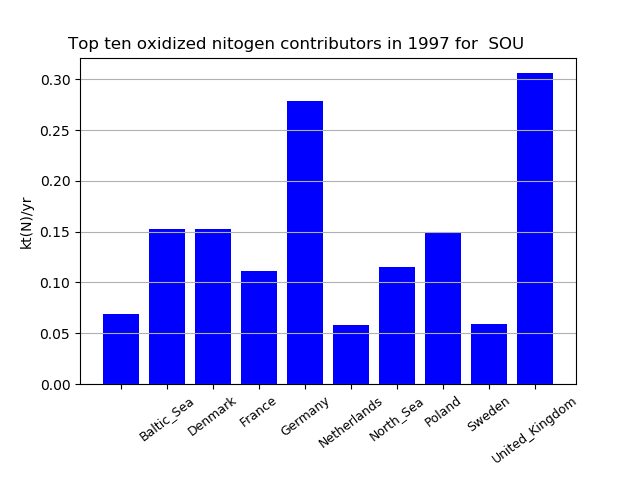 Top ten oxidized nitogen contributors in 1997 for  SOU
kt(N)/yr
0.30
0.25
0.20
0.15
0.10
0.05
0.00
Baltic_Sea
Denmark
France
Germany
Netherlands
North_Sea
Poland
Sweden
United_Kingdom